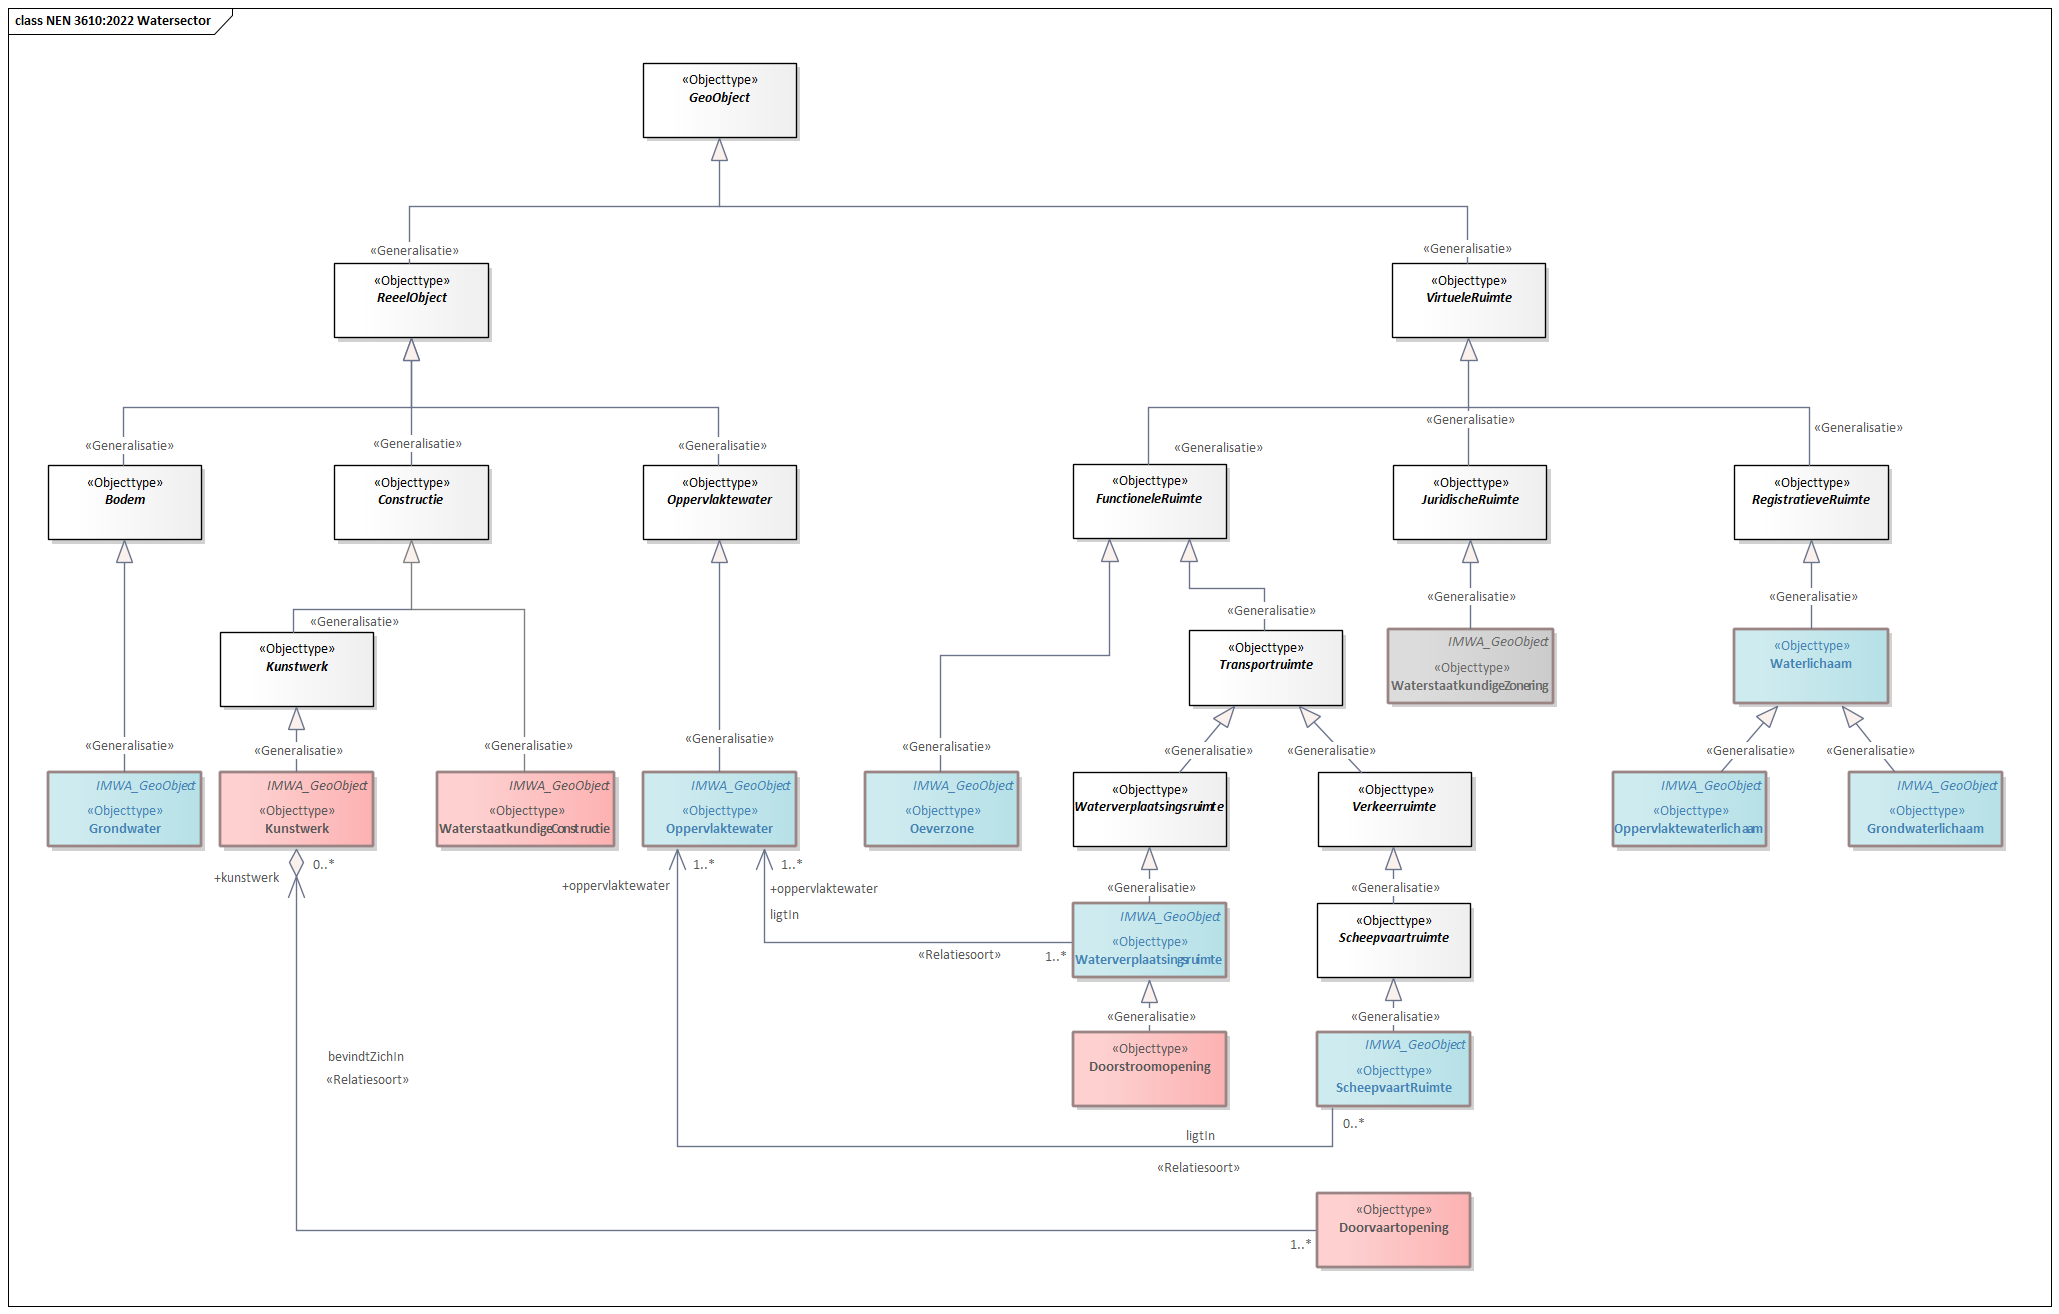 class NEN 3610:2022 Watersector
«Objecttype»
GeoObject
«Generalisatie»
«Generalisatie»
«Objecttype»
ReeelObject
«Objecttype»
VirtueleRuimte
«Generalisatie»
«Generalisatie»
«Generalisatie»
«Generalisatie»
«Generalisatie»
«Generalisatie»
«Objecttype»
Bodem
«Objecttype»
Constructie
«Objecttype»
Oppervlaktewater
«Objecttype»
FunctioneleRuimte
«Objecttype»
JuridischeRuimte
«Objecttype»
RegistratieveRuimte
«Generalisatie»
«Generalisatie»
«Generalisatie»
«Generalisatie»
«Objecttype»
Kunstwerk
«Objecttype»
Transportruimte
IMWA_GeoObject
«Objecttype»
WaterstaatkundigeZonering
«Objecttype»
Waterlichaam
«Generalisatie»
«Generalisatie»
«Generalisatie»
«Generalisatie»
«Generalisatie»
«Generalisatie»
«Generalisatie»
«Generalisatie»
«Generalisatie»
IMWA_GeoObject
«Objecttype»
Grondwater
IMWA_GeoObject
«Objecttype»
Kunstwerk
IMWA_GeoObject
«Objecttype»
WaterstaatkundigeConstructie
IMWA_GeoObject
«Objecttype»
Oppervlaktewater
IMWA_GeoObject
«Objecttype»
Oeverzone
«Objecttype»
Waterverplaatsingsruimte
«Objecttype»
Verkeerruimte
IMWA_GeoObject
«Objecttype»
Oppervlaktewaterlichaam
IMWA_GeoObject
«Objecttype»
Grondwaterlichaam
0..*
+kunstwerk
1..*
+oppervlaktewater
1..*
+oppervlaktewater
ligtIn
«Generalisatie»
«Generalisatie»
IMWA_GeoObject
«Objecttype»
Waterverplaatsingsruimte
«Objecttype»
Scheepvaartruimte
«Relatiesoort»
1..*
«Generalisatie»
«Generalisatie»
«Objecttype»
Doorstroomopening
IMWA_GeoObject
«Objecttype»
ScheepvaartRuimte
bevindtZichIn
«Relatiesoort»
0..*
ligtIn
«Relatiesoort»
«Objecttype»
Doorvaartopening
1..*